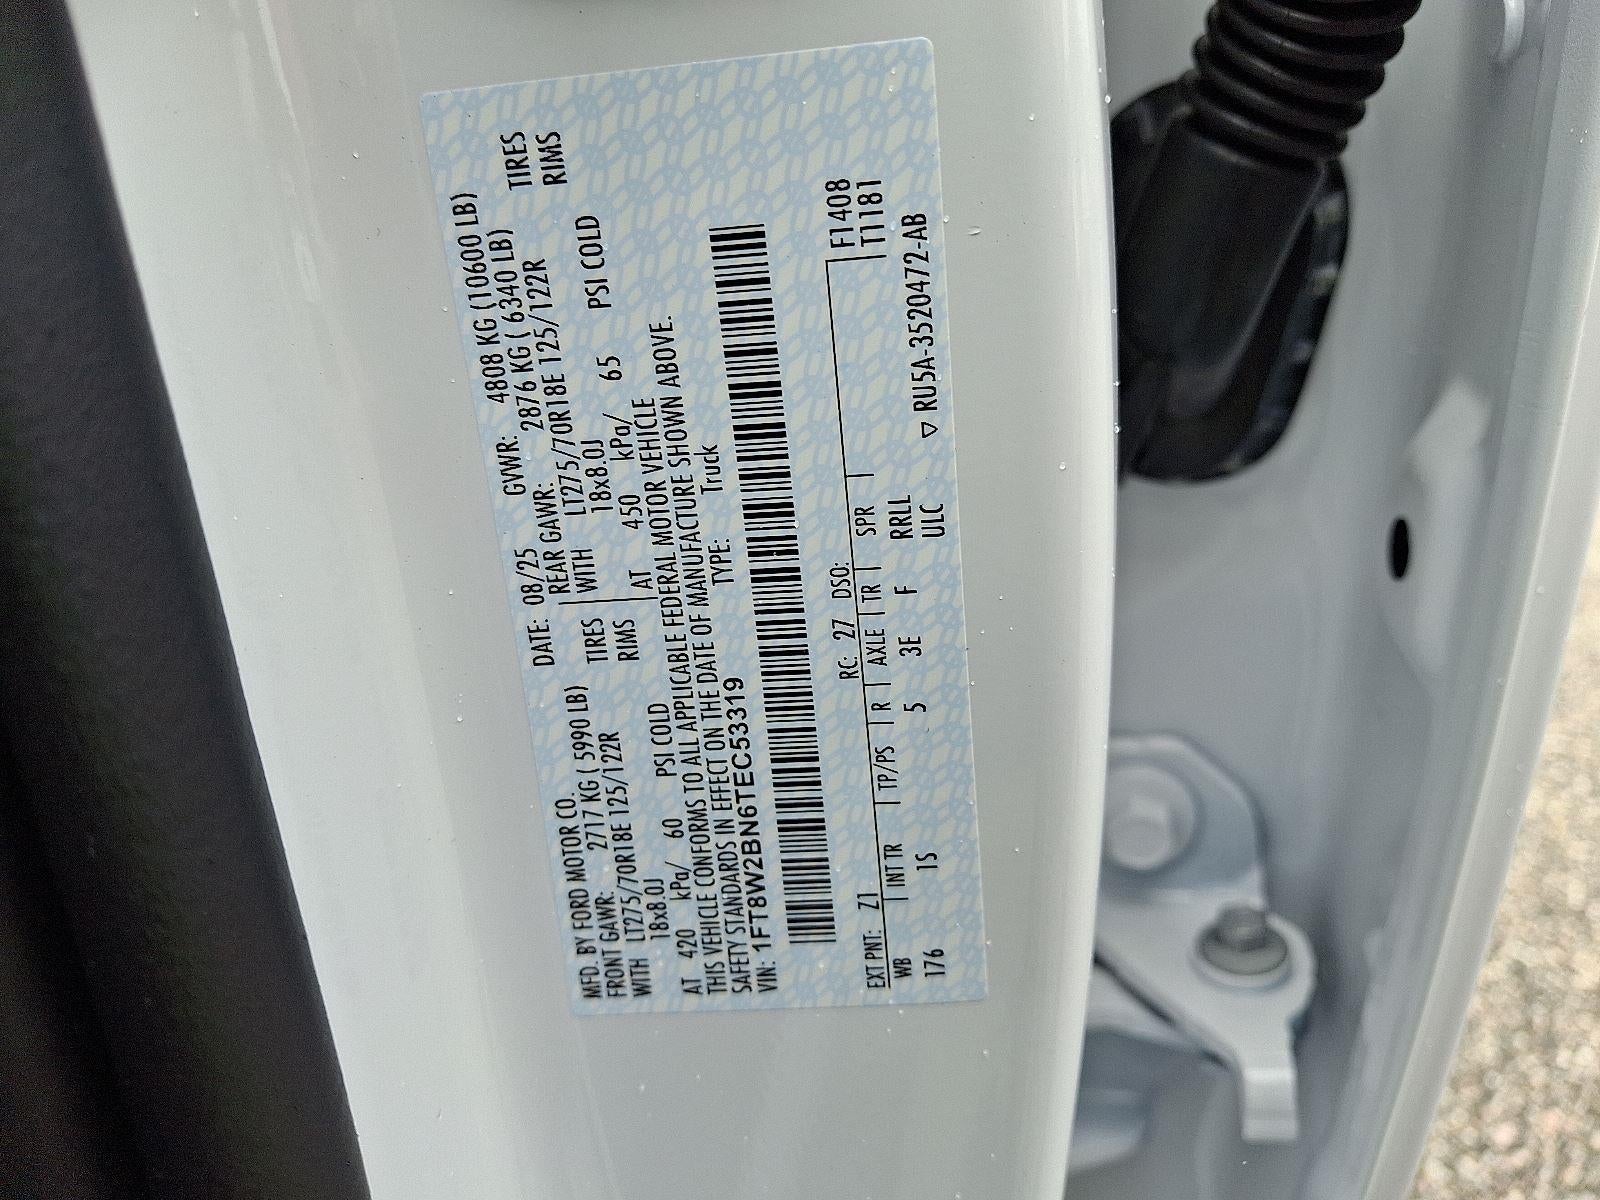 MFD. BY FORD MOTOR CO.
DATE: 08/25 GVWR: 4808 KG (10600 LB)
FRONT GAWR: 2717 KG ( 5990 LB) REAR GAWR: 2876 KG ( 6340 LB)
WITH LT275/70R18E 125/122R TIRES WITH LT275/70R18E 125/122R TIRES
18x8.0J RIMS 18x8.0J RIMS
AT 420 kPa/ 60 PSI COLD AT 450 kPa/ 65 PSI COLD
THIS VEHICLE CONFORMS TO ALL APPLICABLE FEDERAL MOTOR VEHICLE
SAFETY STANDARDS IN EFFECT ON THE DATE OF MANUFACTURE SHOWN ABOVE.
VIN: 1FT8W2BN6TEC53319 TYPE: Truck
EXT PNT: Z1 RC: 27 DSO: F1408
WB INT TR TP/PS R AXLE TR SPR T1181
176 1S 5 3E F RRLL
ULC ▽ RU5A-3520472-AB